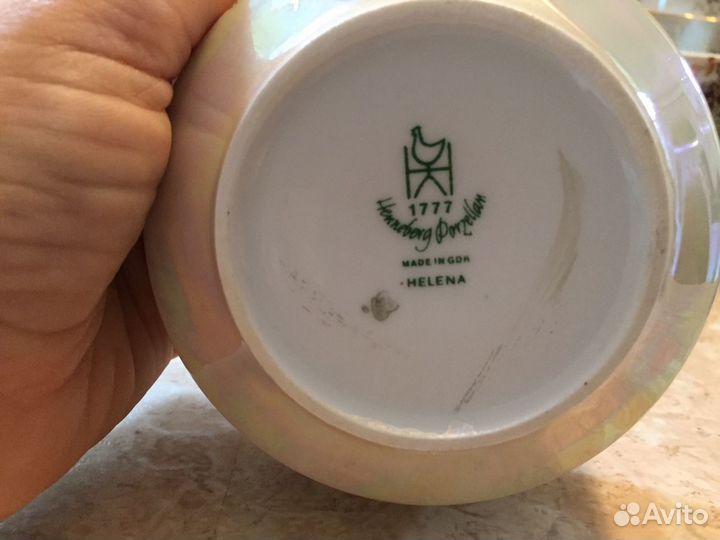 1777
Henneberg Porzellan
MADE IN GDR
HELENA
Avito